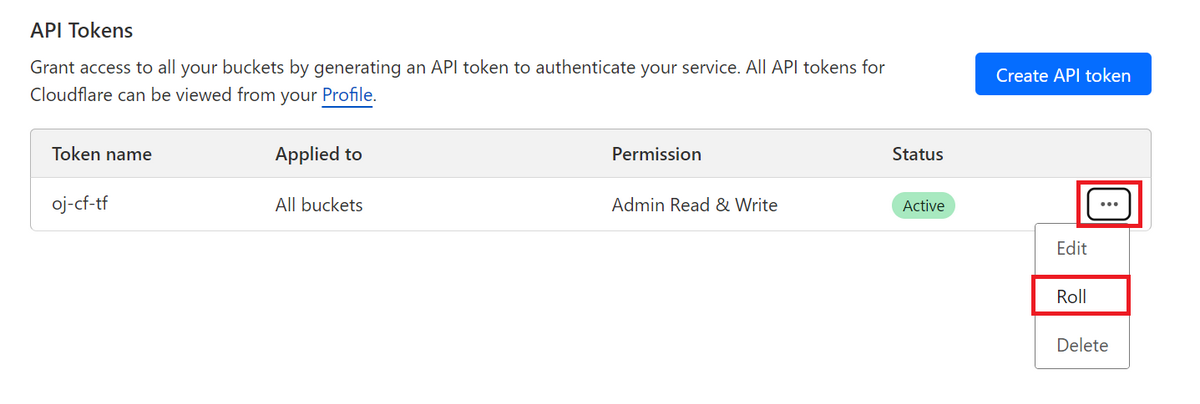 API Tokens
Grant access to all your buckets by generating an API token to authenticate your service. All API tokens for
Cloudflare can be viewed from your Profile.
Create API token
Token name Applied to Permission Status
oj-cf-tf All buckets Admin Read & Write Active ···
Edit
Roll
Delete